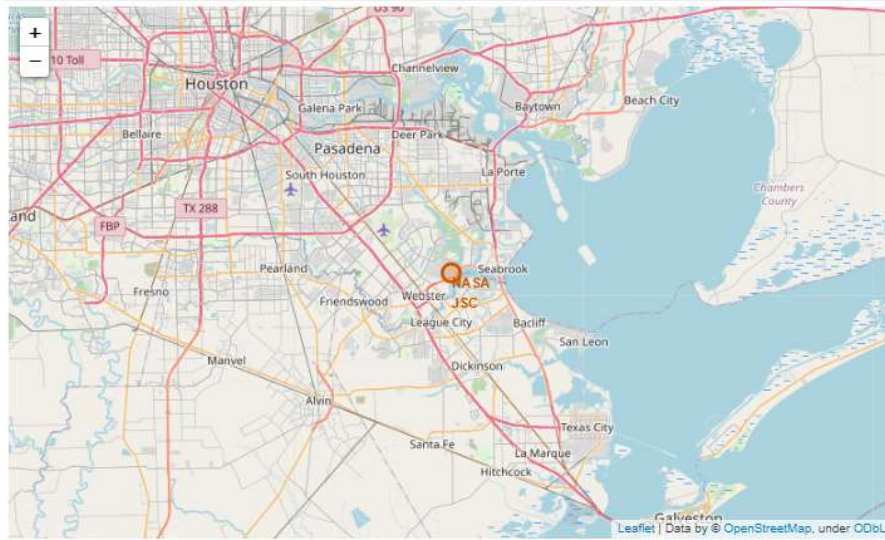 US 90
+
−
10 Toll
Houston
Channelview
Galena Park
Baytown
Beach City
Bellaire
Deer Park
Pasadena
South Houston
La Porte
Chambers
County
TX 288
and
FBP
Pearland
Seabrook
NASA
JSC
Fresno
Friendswood
Webster
League City
Bacliff
San Leon
Manvel
Dickinson
Alvin
Texas City
Santa Fe
La Marque
Hitchcock
Galveston
Leaflet | Data by © OpenStreetMap, under ODbL